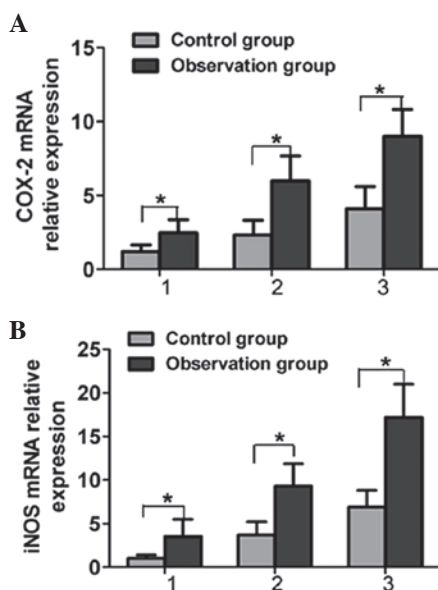 A
Control group
Observation group
COX-2 mRNA
relative expression
15
10
5
0
*
*
*
1
2
3
B
Control group
Observation group
iNOS mRNA relative
expression
25
20
15
10
5
0
*
*
*
1
2
3